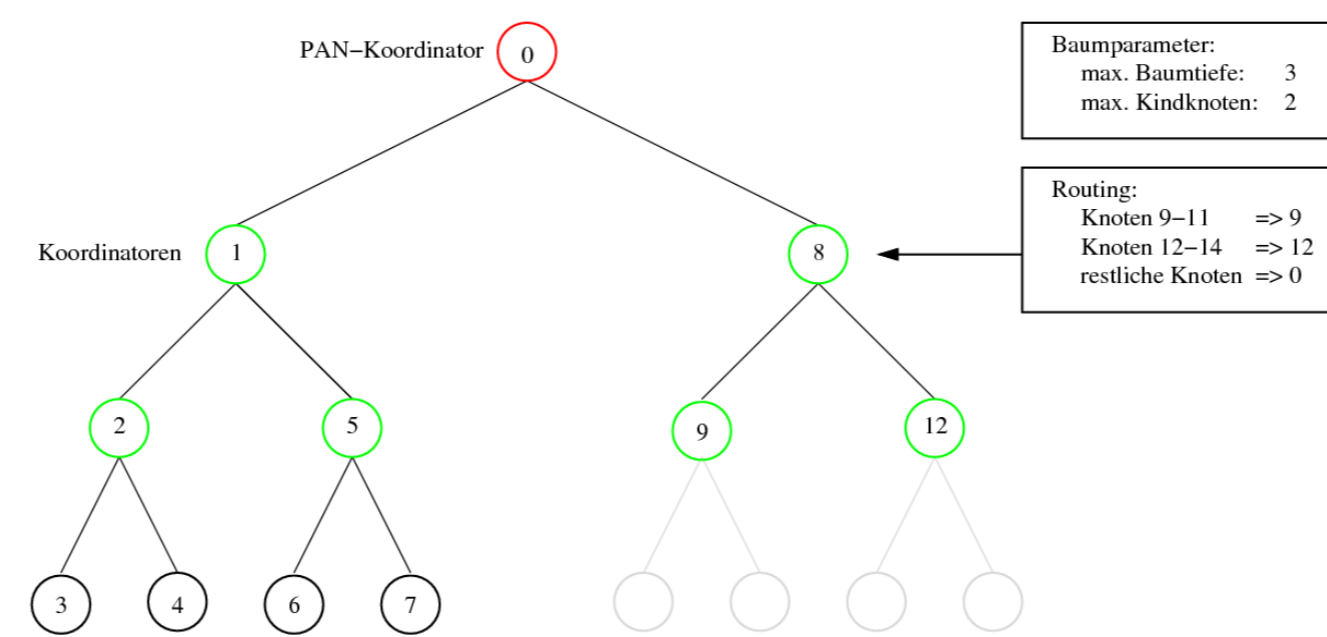 PAN−Koordinator
0
Baumparameter:
max. Baumtiefe: 3
max. Kindknoten: 2
Routing:
Knoten 9−11 => 9
Knoten 12−14 => 12
restliche Knoten => 0
Koordinatoren
1
8
2
5
9
12
3
4
6
7